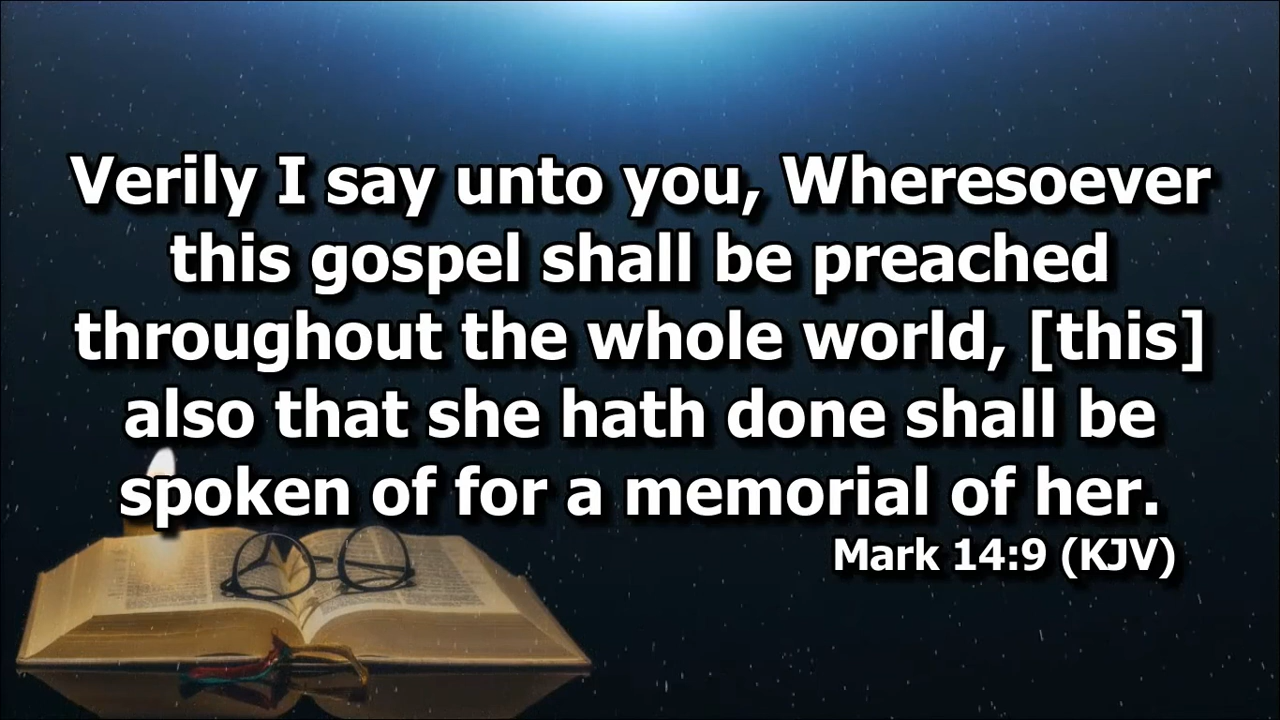 Verily I say unto you, Wheresoever
this gospel shall be preached
throughout the whole world, [this]
also that she hath done shall be
spoken of for a memorial of her.
Mark 14:9 (KJV)